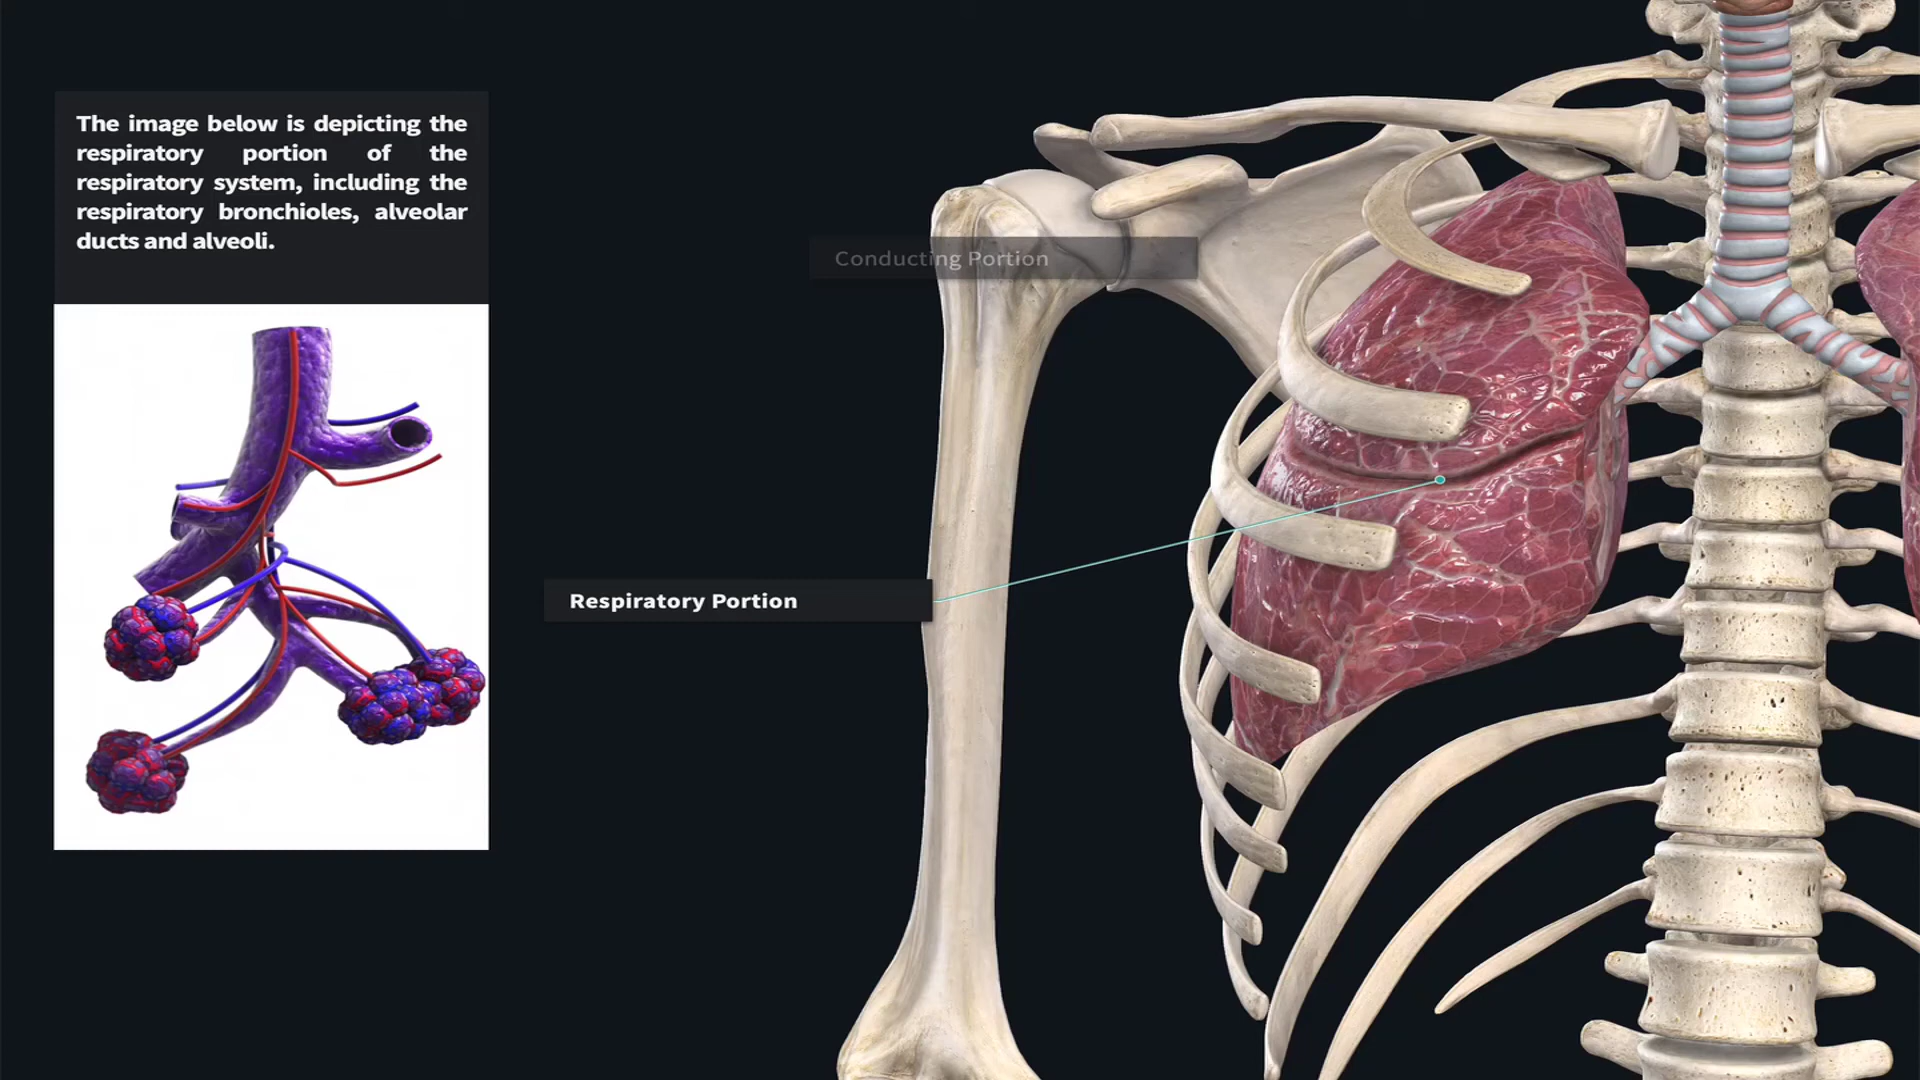 The image below is depicting the
respiratory portion of the
respiratory system, including the
respiratory bronchioles, alveolar
ducts and alveoli.
Conducting Portion
Respiratory Portion